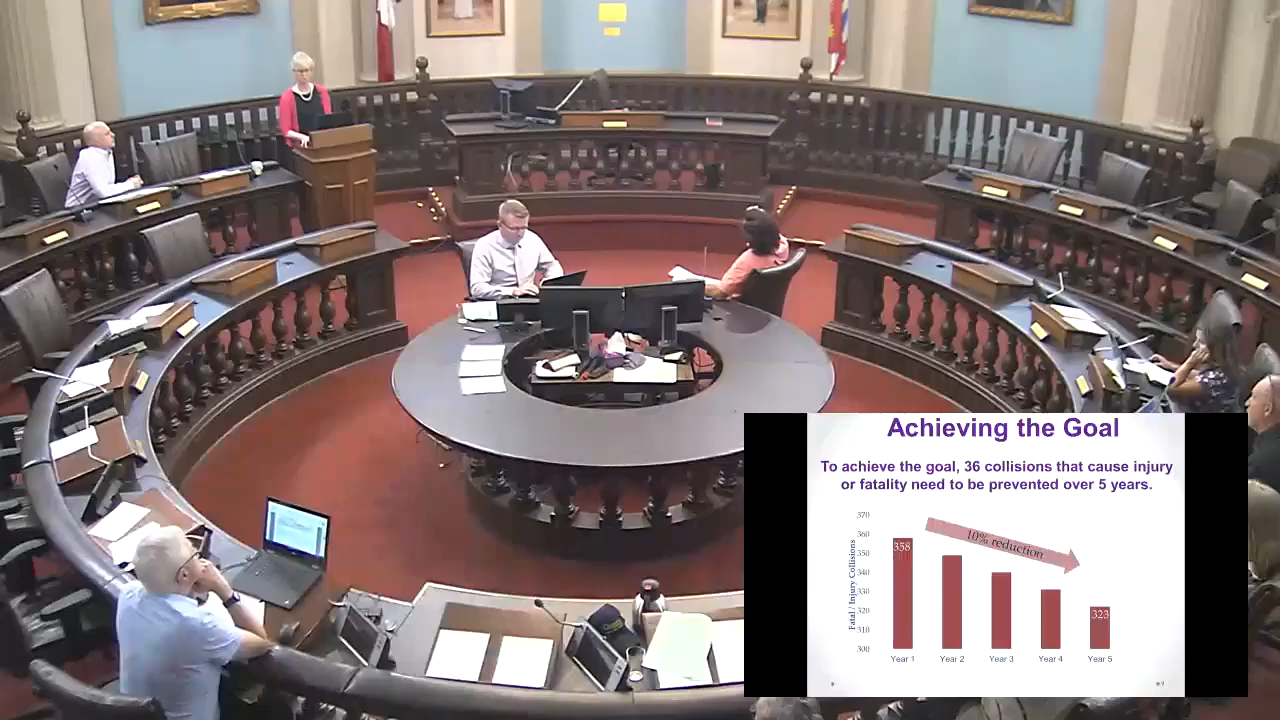 Achieving the Goal
To achieve the goal, 36 collisions that cause injury
or fatality need to be prevented over 5 years.
370
360
350
340
330
320
310
300
Fatal / Injury Collisions
10% reduction
358
323
Year 1
Year 2
Year 3
Year 4
Year 5
9